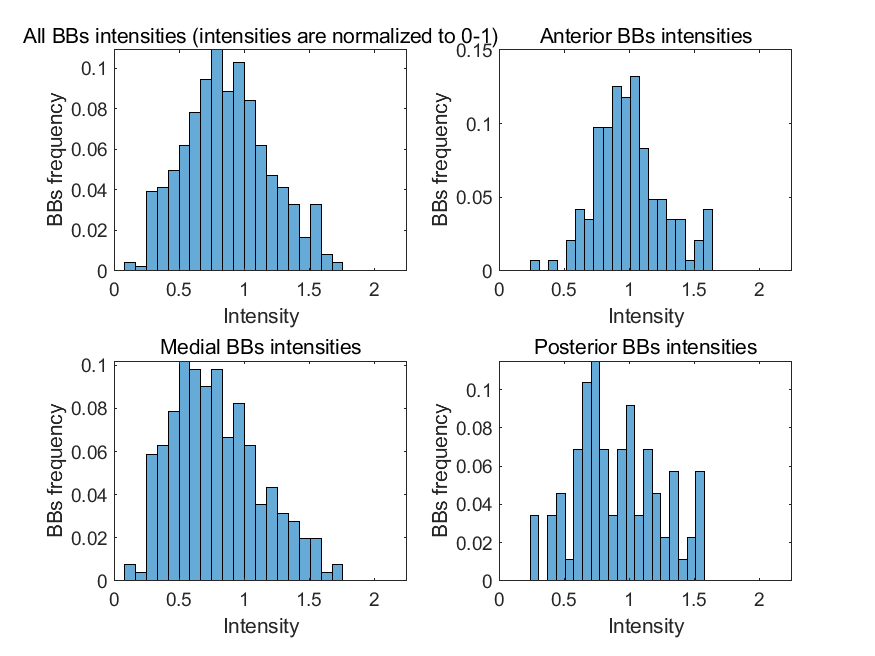 All BBs intensities (intensities are normalized to 0-1)
0.1
0.08
0.06
0.04
0.02
0
BBs frequency
0 0.5 1 1.5 2
Intensity
Anterior BBs intensities
0.15
0.1
0.05
0
BBs frequency
0 0.5 1 1.5 2
Intensity
Medial BBs intensities
0.1
0.08
0.06
0.04
0.02
0
BBs frequency
0 0.5 1 1.5 2
Intensity
Posterior BBs intensities
0.1
0.08
0.06
0.04
0.02
0
BBs frequency
0 0.5 1 1.5 2
Intensity